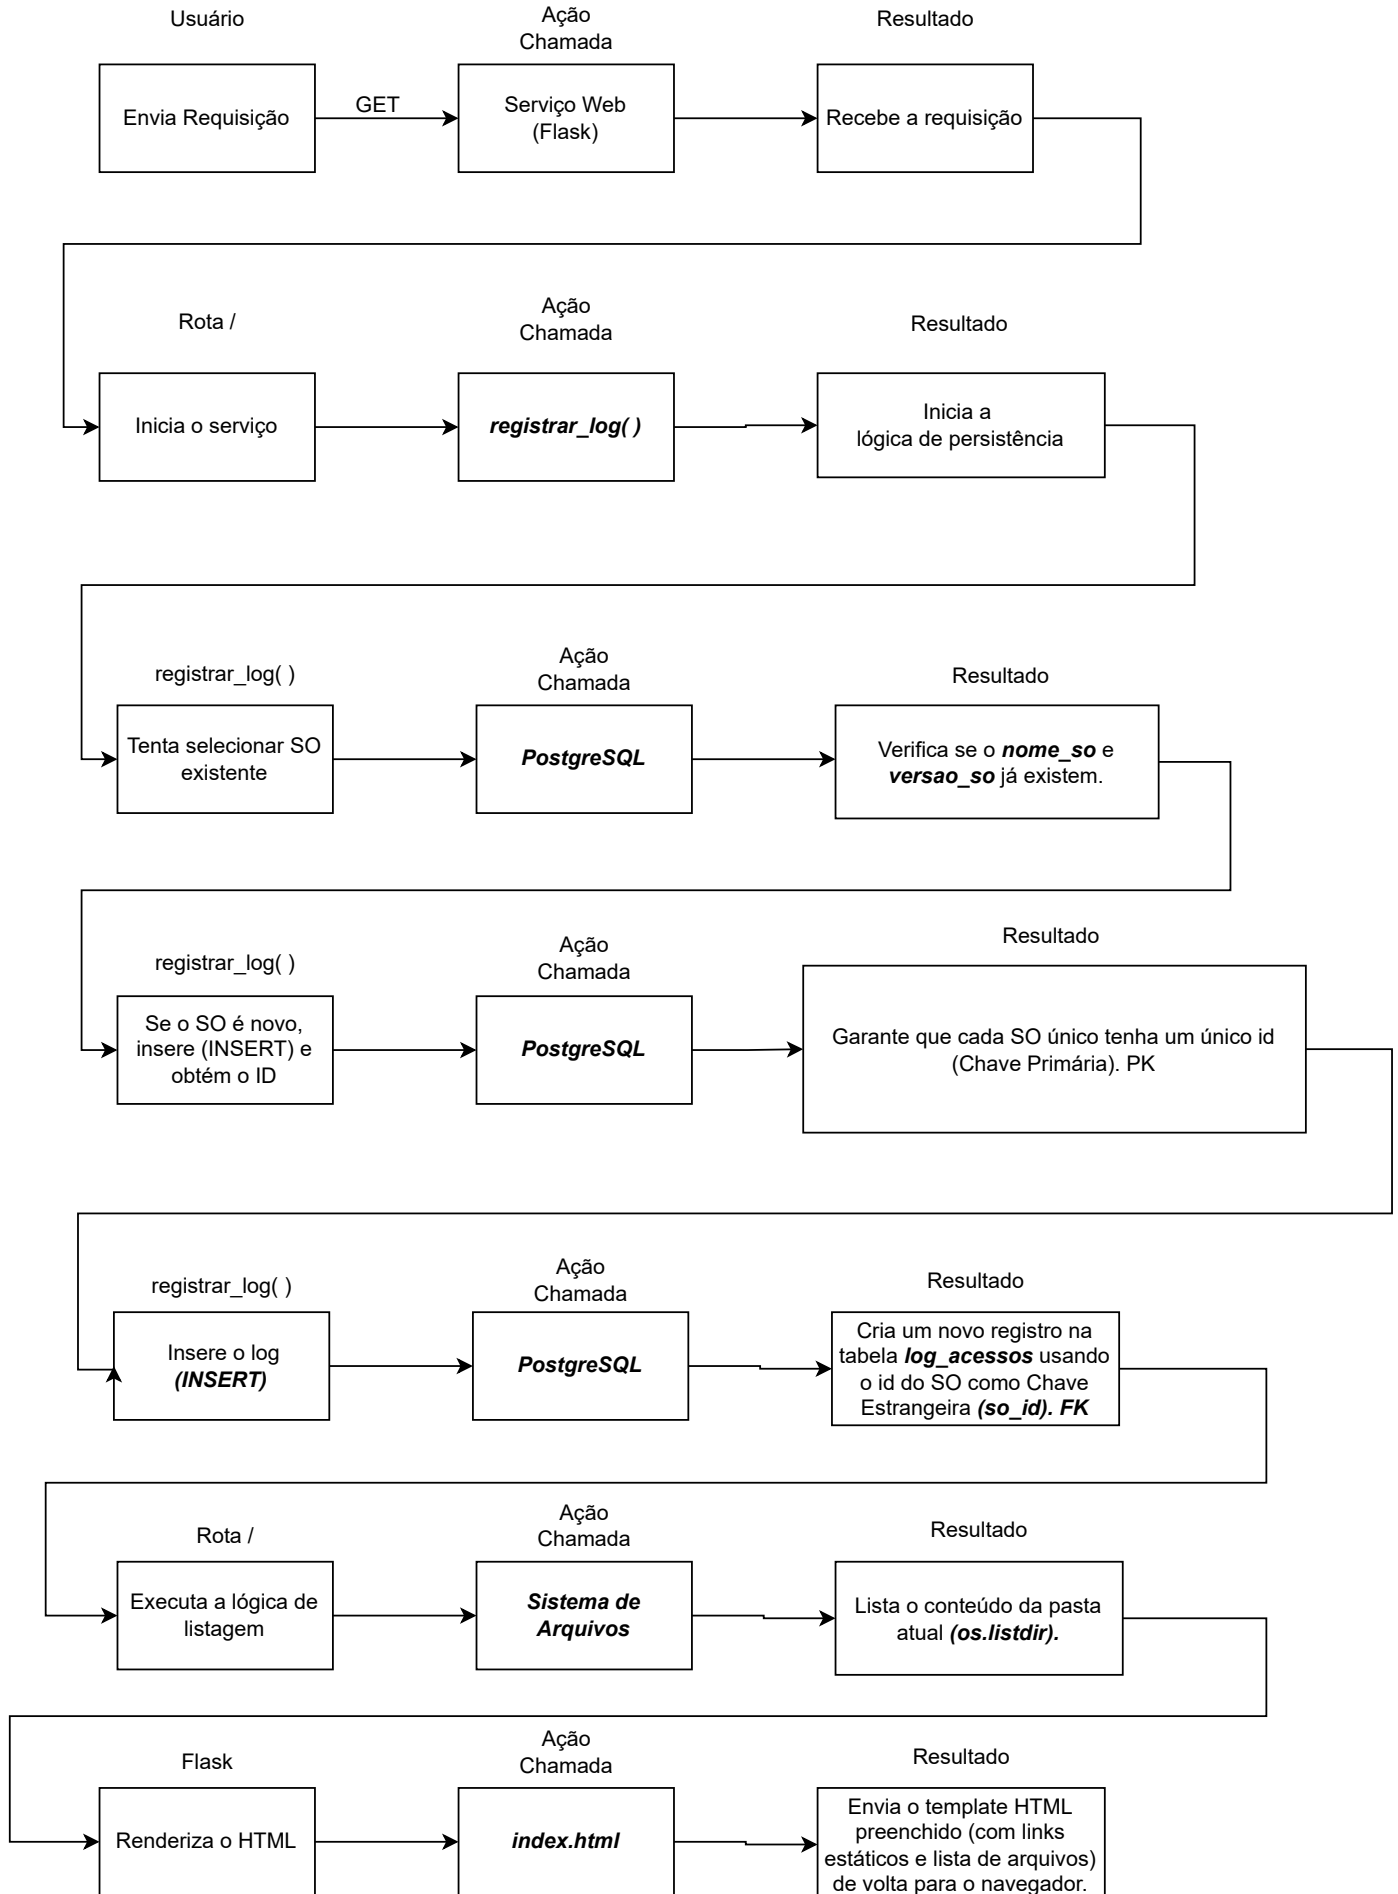 Usuário
Ação
Chamada
Resultado
Envia Requisição
GET
Serviço Web
(Flask)
Recebe a requisição
Rota /
Ação
Chamada
Resultado
Inicia o serviço
registrar_log( )
Inicia a
lógica de persistência
registrar_log( )
Ação
Chamada
Resultado
Tenta selecionar SO
existente
PostgreSQL
Verifica se o nome_so e
versao_so já existem.
registrar_log( )
Ação
Chamada
Resultado
Se o SO é novo,
insere (INSERT) e
obtém o ID
PostgreSQL
Garante que cada SO único tenha um único id
(Chave Primária). PK
registrar_log( )
Ação
Chamada
Resultado
Insere o log
(INSERT)
PostgreSQL
Cria um novo registro na
tabela log_acessos usando
o id do SO como Chave
Estrangeira (so_id). FK
Rota /
Ação
Chamada
Resultado
Executa a lógica de
listagem
Sistema de
Arquivos
Lista o conteúdo da pasta
atual (os.listdir).
Flask
Ação
Chamada
Resultado
Renderiza o HTML
index.html
Envia o template HTML
preenchido (com links
estáticos e lista de arquivos)
de volta para o navegador.